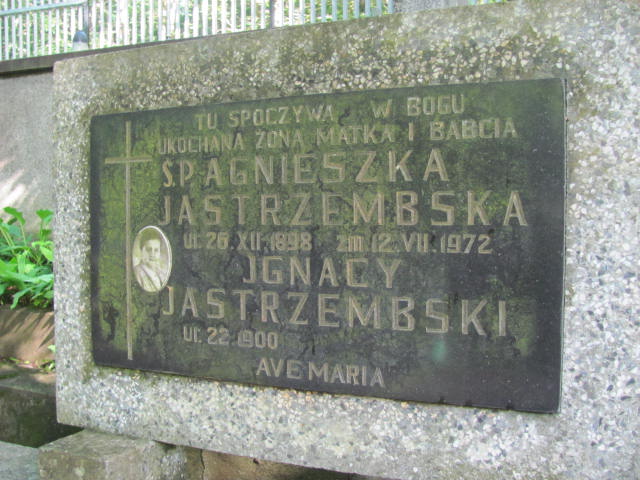 TU SPOCZYWA W BOGU
UKOCHANA ŻONA MATKA I BABCIA
Ś.P. AGNIESZKA
JASTRZEMBSKA
ur. 26.XII.1898 zm. 12.VII.1972
IGNACY
JASTRZEMBSKI
ur. 22. 1900
AVE MARIA